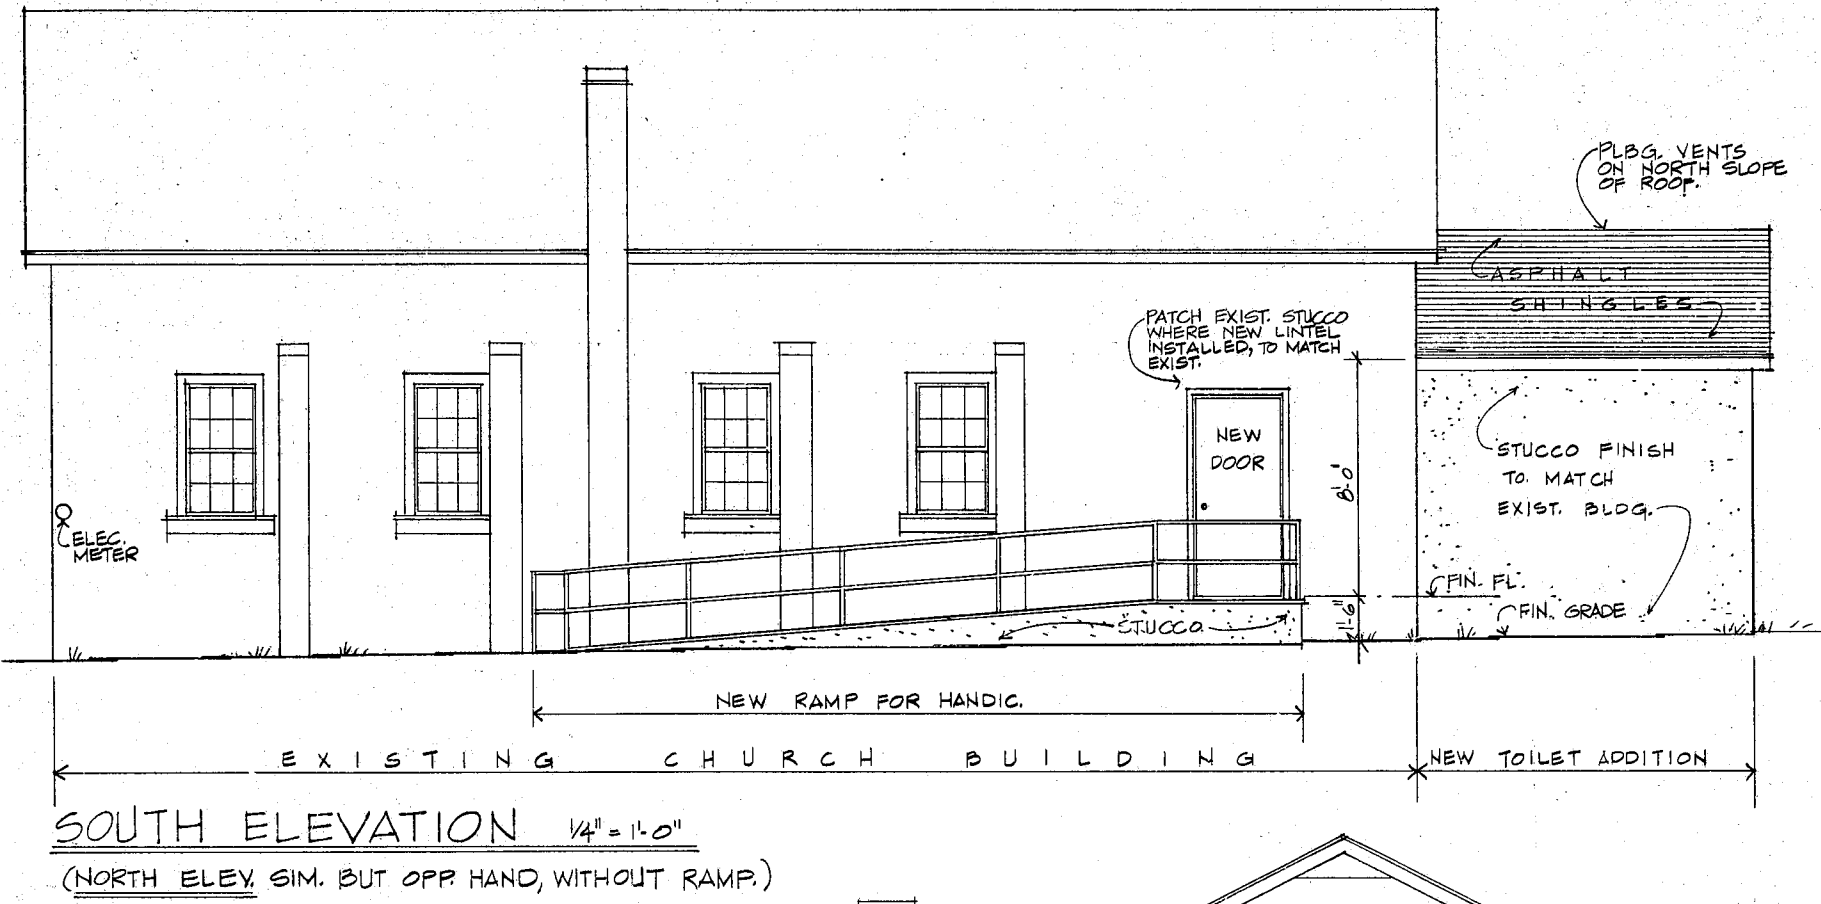 PLBG. VENTS
ON NORTH SLOPE
OF ROOF.
ASPHALT
SHINGLES
PATCH EXIST. STUCCO
WHERE NEW LINTEL
INSTALLED, TO MATCH
EXIST.
NEW
DOOR
8'-0"
STUCCO FINISH
TO MATCH
EXIST. BLDG.
ELEC.
METER
FIN. FL.
FIN. GRADE
1'-6"
STUCCO
NEW RAMP FOR HANDIC.
EXISTING CHURCH BUILDING
NEW TOILET ADDITION
SOUTH ELEVATION 1/4" = 1'-0"
(NORTH ELEV. SIM. BUT OPP. HAND, WITHOUT RAMP.)